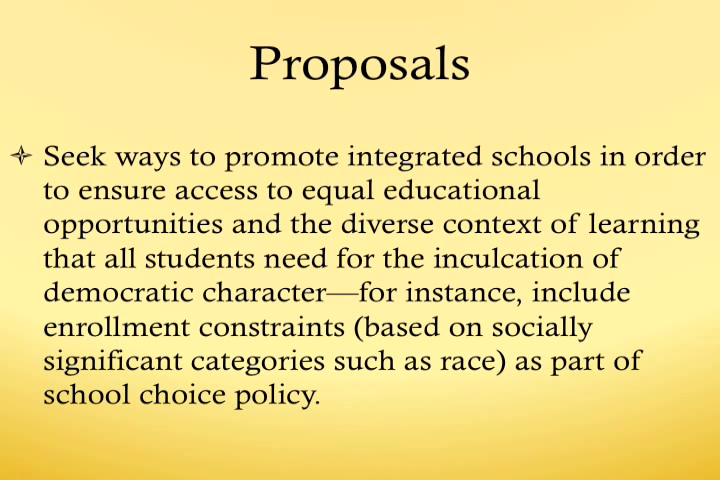 Proposals
✧ Seek ways to promote integrated schools in order
to ensure access to equal educational
opportunities and the diverse context of learning
that all students need for the inculcation of
democratic character—for instance, include
enrollment constraints (based on socially
significant categories such as race) as part of
school choice policy.